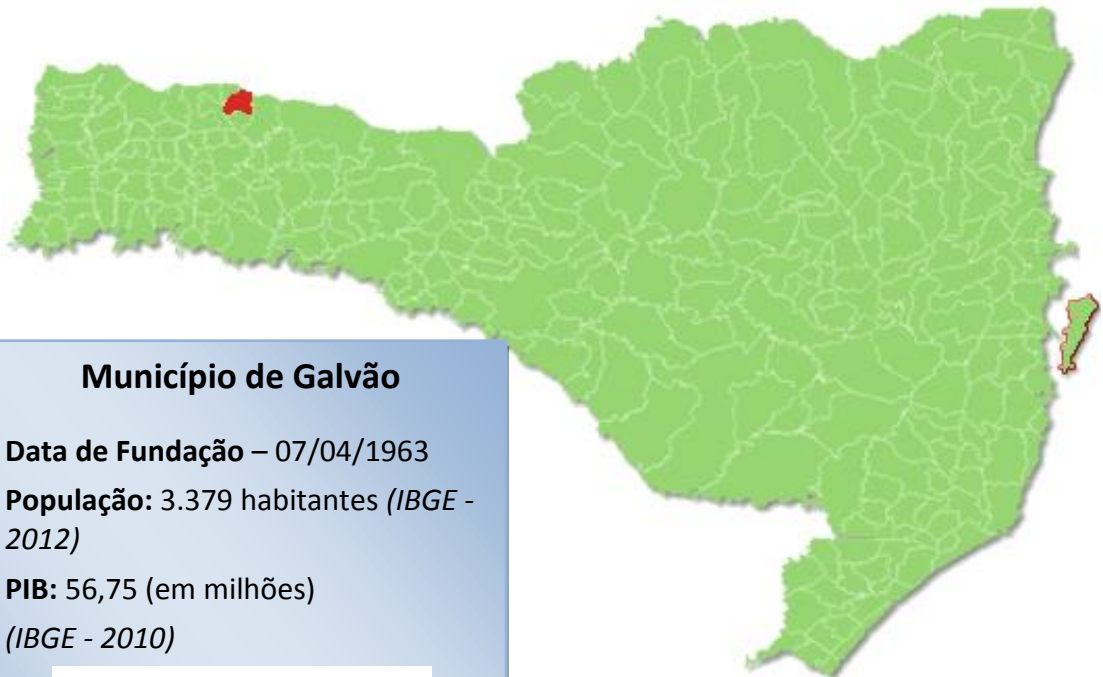 Município de Galvão
Data de Fundação – 07/04/1963
População: 3.379 habitantes (IBGE -
2012)
PIB: 56,75 (em milhões)
(IBGE - 2010)